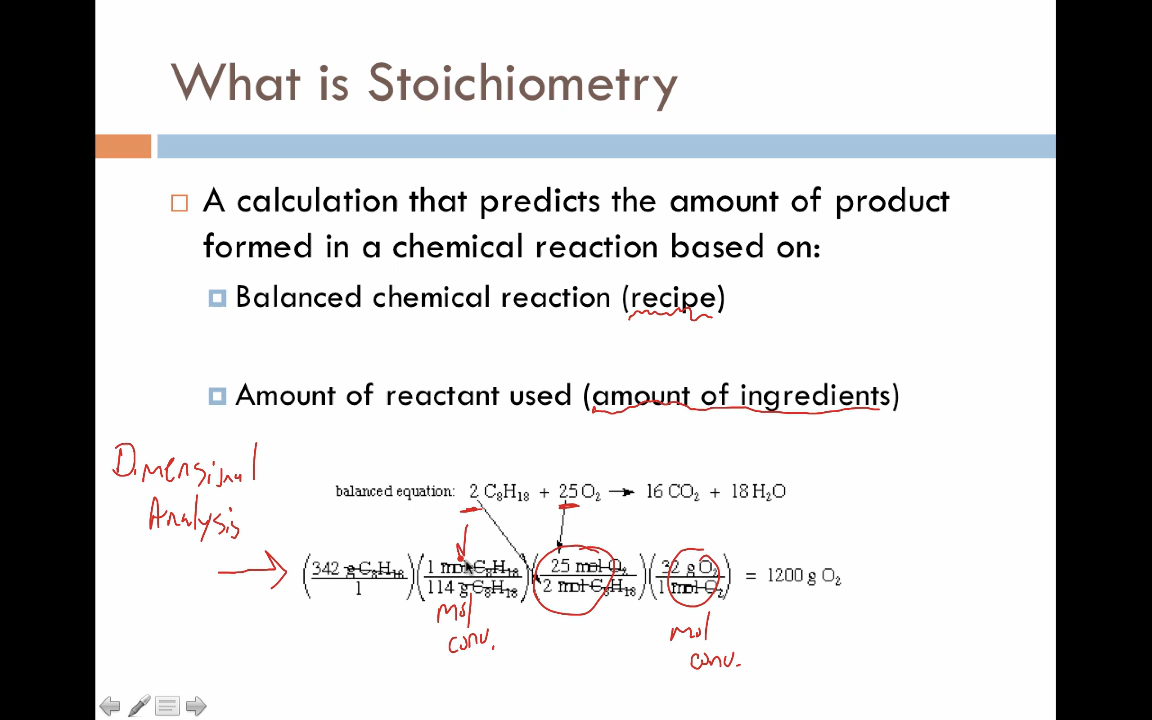 What is Stoichiometry
A calculation that predicts the amount of product
formed in a chemical reaction based on:
Balanced chemical reaction (recipe)
Amount of reactant used (amount of ingredients)
Dimensional
Analysis
balanced equation: 2 C₈H₁₈ + 25 O₂ → 16 CO₂ + 18 H₂O
(342 g C₈H₁₈ / 1)(1 mol C₈H₁₈ / 114 g C₈H₁₈)(25 mol O₂ / 2 mol C₈H₁₈)(32 g O₂ / 1 mol O₂) = 1200 g O₂
mol
conv.
mol
conv.